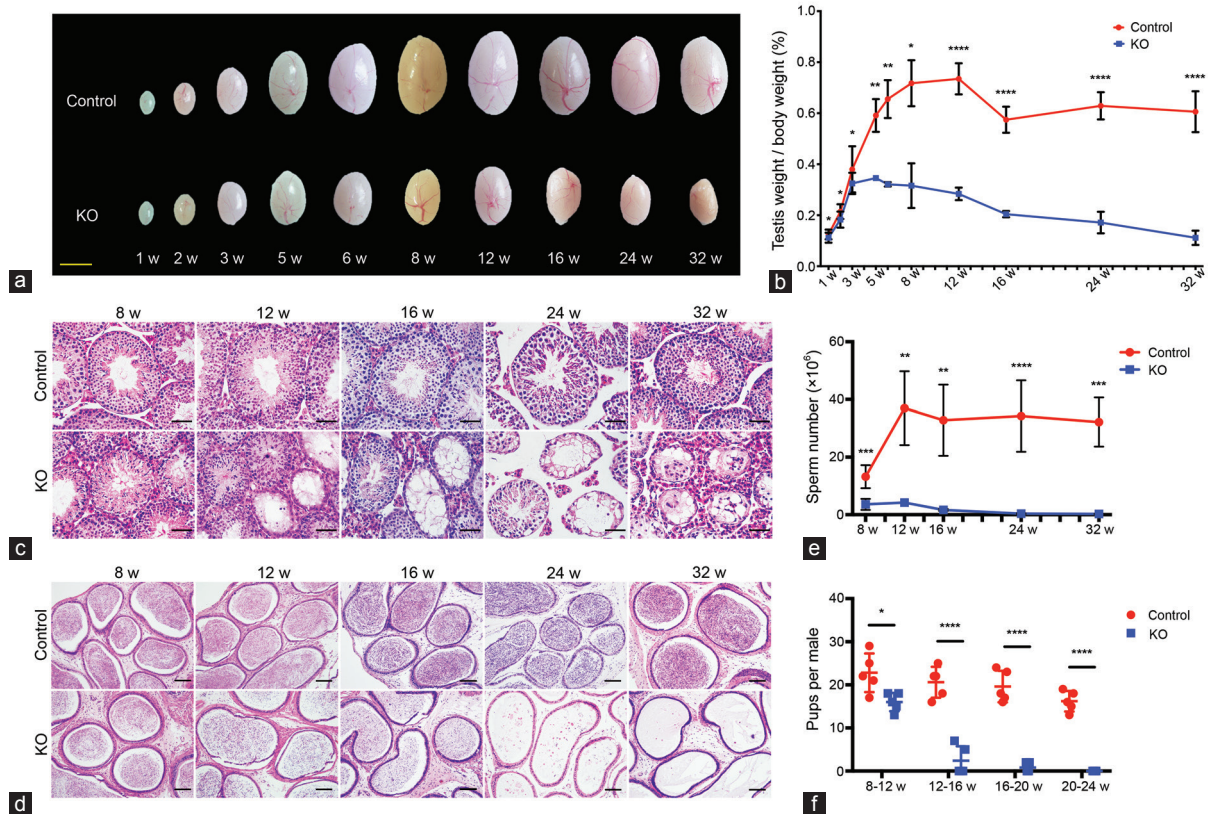 Control
KO
1 w 2 w 3 w 5 w 6 w 8 w 12 w 16 w 24 w 32 w
a
Testis weight / body weight (%)
1.0
0.8
0.6
0.4
0.2
0.0
* * * ** ** * **** **** **** ****
Control
KO
1 w 3 w 5 w 8 w 12 w 16 w 24 w 32 w
b
8 w 12 w 16 w 24 w 32 w
Control
KO
c
8 w 12 w 16 w 24 w 32 w
Control
KO
d
Sperm number (×10⁶)
60
40
20
0
*** ** ** **** ***
Control
KO
8 w 12 w 16 w 24 w 32 w
e
Pups per male
40
30
20
10
0
* **** **** ****
Control
KO
8-12 w 12-16 w 16-20 w 20-24 w
f